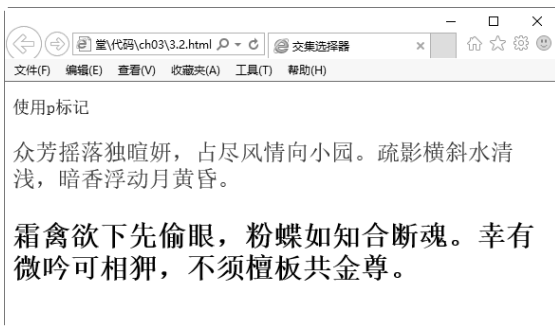 堂\代码\ch03\3.2.html
交集选择器
文件(F) 编辑(E) 查看(V) 收藏夹(A) 工具(T) 帮助(H)
使用p标记
众芳摇落独暄妍，占尽风情向小园。疏影横斜水清
浅，暗香浮动月黄昏。
霜禽欲下先偷眼，粉蝶如知合断魂。幸有
微吟可相狎，不须檀板共金尊。